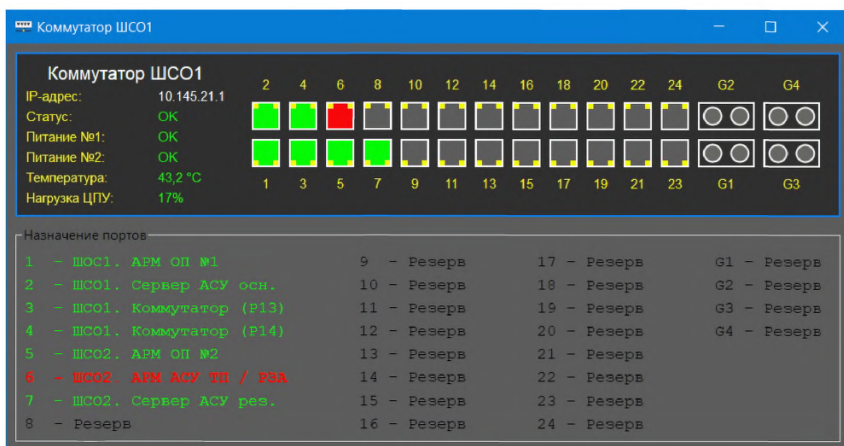 Коммутатор ШСО1
Коммутатор ШСО1
IP-адрес: 10.145.21.1
Статус: OK
Питание №1: OK
Питание №2: OK
Температура: 43,2 °C
Нагрузка ЦПУ: 17%
2 4 6 8 10 12 14 16 18 20 22 24 G2 G4
1 3 5 7 9 11 13 15 17 19 21 23 G1 G3
Назначение портов
1 - ШОС1. АРМ ОП №1
2 - ШСО1. Сервер АСУ осн.
3 - ШСО1. Коммутатор (P13)
4 - ШСО1. Коммутатор (P14)
5 - ШСО2. АРМ ОП №2
6 - ШСО2. АРМ АСУ ТП / РЗА
7 - ШСО2. Сервер АСУ рез.
8 - Резерв
9 - Резерв
10 - Резерв
11 - Резерв
12 - Резерв
13 - Резерв
14 - Резерв
15 - Резерв
16 - Резерв
17 - Резерв
18 - Резерв
19 - Резерв
20 - Резерв
21 - Резерв
22 - Резерв
23 - Резерв
24 - Резерв
G1 - Резерв
G2 - Резерв
G3 - Резерв
G4 - Резерв